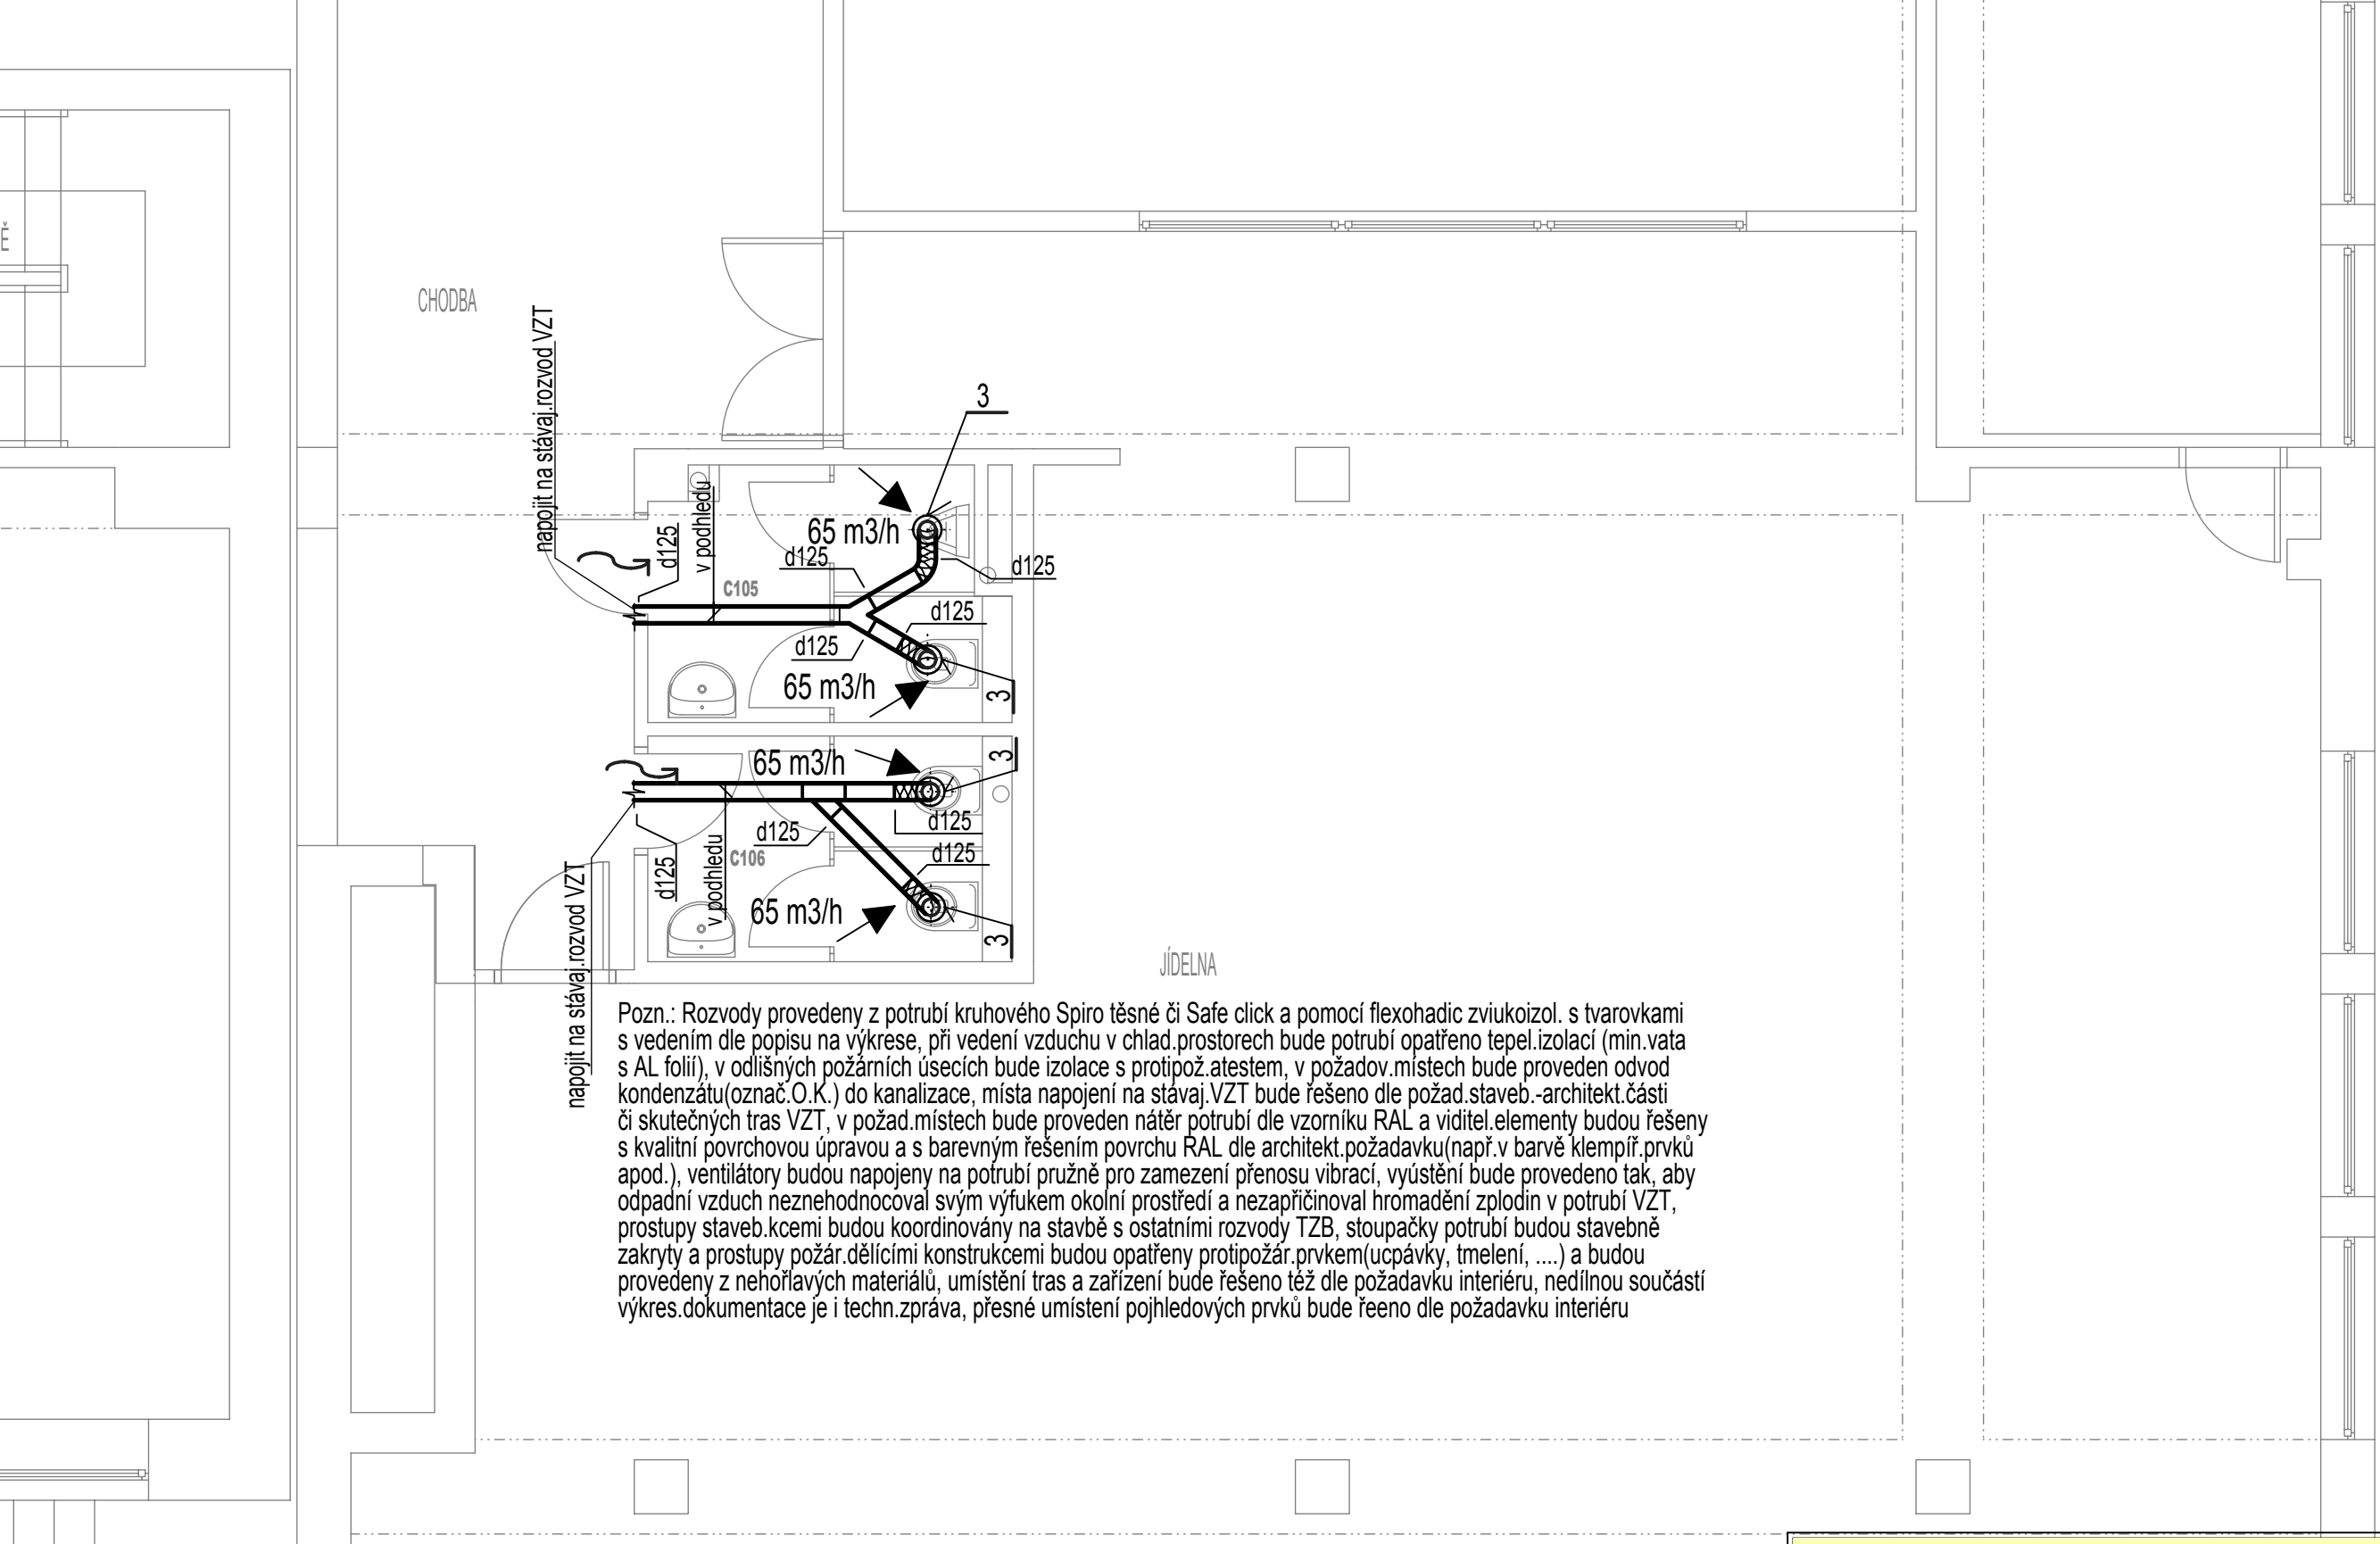 Ě
CHODBA
napojit na stávaj.rozvod VZT
3
d125
v podhledu
65 m3/h
d125
d125
C105
d125
d125
65 m3/h
3
65 m3/h
3
d125
d125
d125
v podhledu
C106
d125
65 m3/h
3
napojit na stávaj.rozvod VZT
JÍDELNA
Pozn.: Rozvody provedeny z potrubí kruhového Spiro těsné či Safe click a pomocí flexohadic zviukoizol. s tvarovkami
s vedením dle popisu na výkrese, při vedení vzduchu v chlad.prostorech bude potrubí opatřeno tepel.izolací (min.vata
s AL folií), v odlišných požárních úsecích bude izolace s protipož.atestem, v požadov.místech bude proveden odvod
kondenzátu(označ.O.K.) do kanalizace, místa napojení na stávaj.VZT bude řešeno dle požad.staveb.-architekt.části
či skutečných tras VZT, v požad.místech bude proveden nátěr potrubí dle vzorníku RAL a viditel.elementy budou řešeny
s kvalitní povrchovou úpravou a s barevným řešením povrchu RAL dle architekt.požadavku(např.v barvě klempíř.prvků
apod.), ventilátory budou napojeny na potrubí pružně pro zamezení přenosu vibrací, vyústění bude provedeno tak, aby
odpadní vzduch neznehodnocoval svým výfukem okolní prostředí a nezapřičinoval hromadění zplodin v potrubí VZT,
prostupy staveb.kcemi budou koordinovány na stavbě s ostatními rozvody TZB, stoupačky potrubí budou stavebně
zakryty a prostupy požár.dělícími konstrukcemi budou opatřeny protipožár.prvkem(ucpávky, tmelení, ....) a budou
provedeny z nehořlavých materiálů, umístění tras a zařízení bude řešeno též dle požadavku interiéru, nedílnou součástí
výkres.dokumentace je i techn.zpráva, přesné umístení pojhledových prvků bude řeeno dle požadavku interiéru